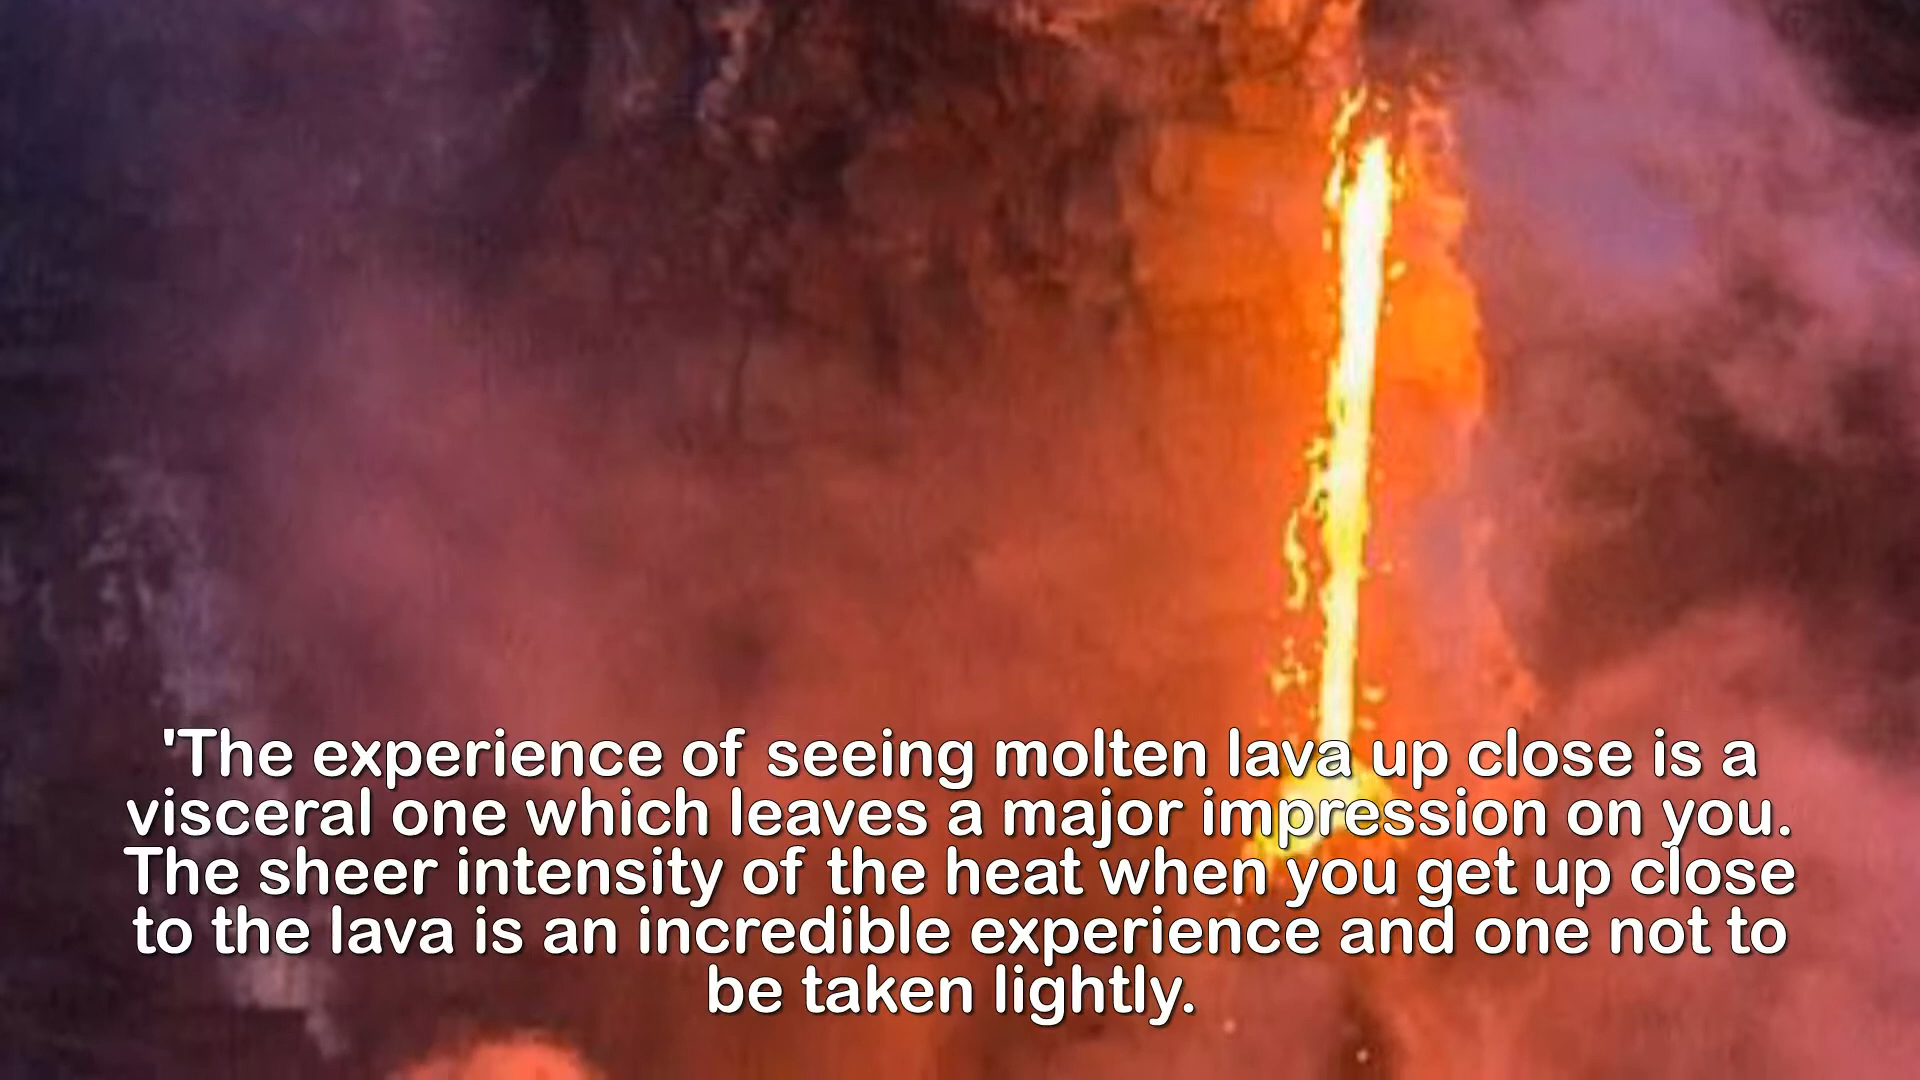 'The experience of seeing molten lava up close is a
visceral one which leaves a major impression on you.
The sheer intensity of the heat when you get up close
to the lava is an incredible experience and one not to
be taken lightly.